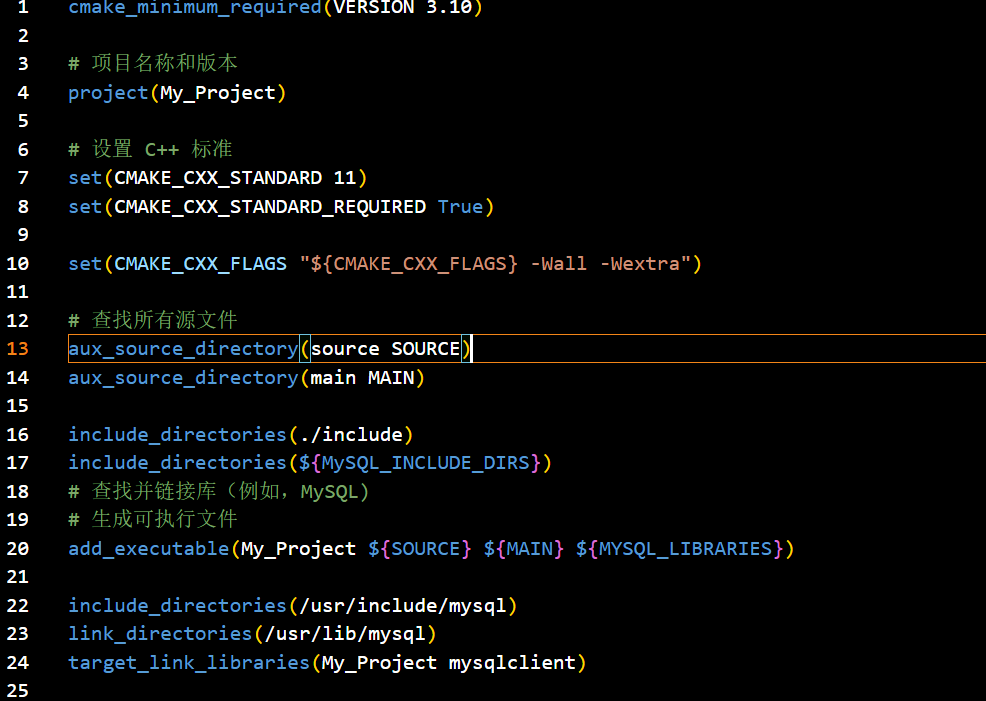 1 cmake_minimum_required(VERSION 3.10)
2
3 # 项目名称和版本
4 project(My_Project)
5
6 # 设置 C++ 标准
7 set(CMAKE_CXX_STANDARD 11)
8 set(CMAKE_CXX_STANDARD_REQUIRED True)
9
10 set(CMAKE_CXX_FLAGS "${CMAKE_CXX_FLAGS} -Wall -Wextra")
11
12 # 查找所有源文件
13 aux_source_directory(source SOURCE)
14 aux_source_directory(main MAIN)
15
16 include_directories(./include)
17 include_directories(${MySQL_INCLUDE_DIRS})
18 # 查找并链接库（例如，MySQL)
19 # 生成可执行文件
20 add_executable(My_Project ${SOURCE} ${MAIN} ${MYSQL_LIBRARIES})
21
22 include_directories(/usr/include/mysql)
23 link_directories(/usr/lib/mysql)
24 target_link_libraries(My_Project mysqlclient)
25